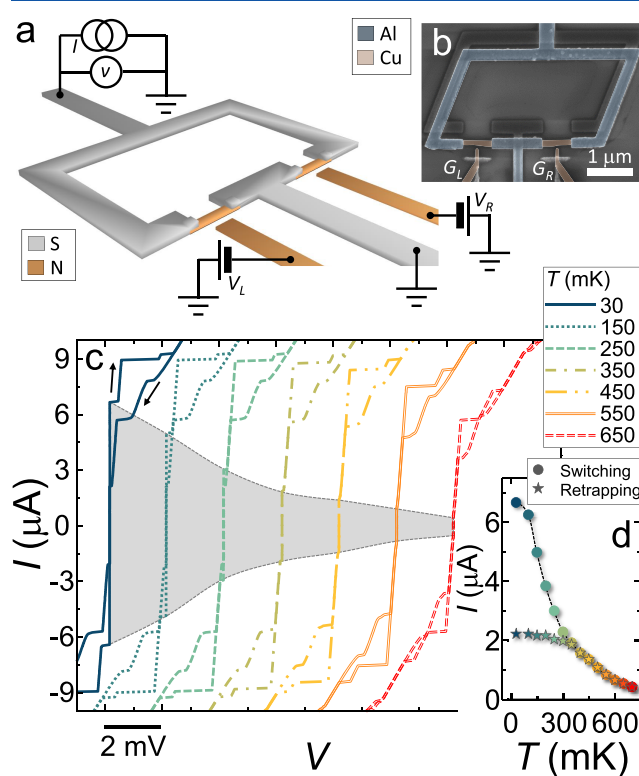 a
I
v
S
N
V_L
V_R
Al
Cu
b
G_L
G_R
1 μm
T (mK)
30
150
250
350
450
550
650
c
9
6
3
0
-3
-6
-9
I (μA)
2 mV
V
Switching
Retrapping
d
6
4
2
0
I (μA)
0
300
600
T (mK)